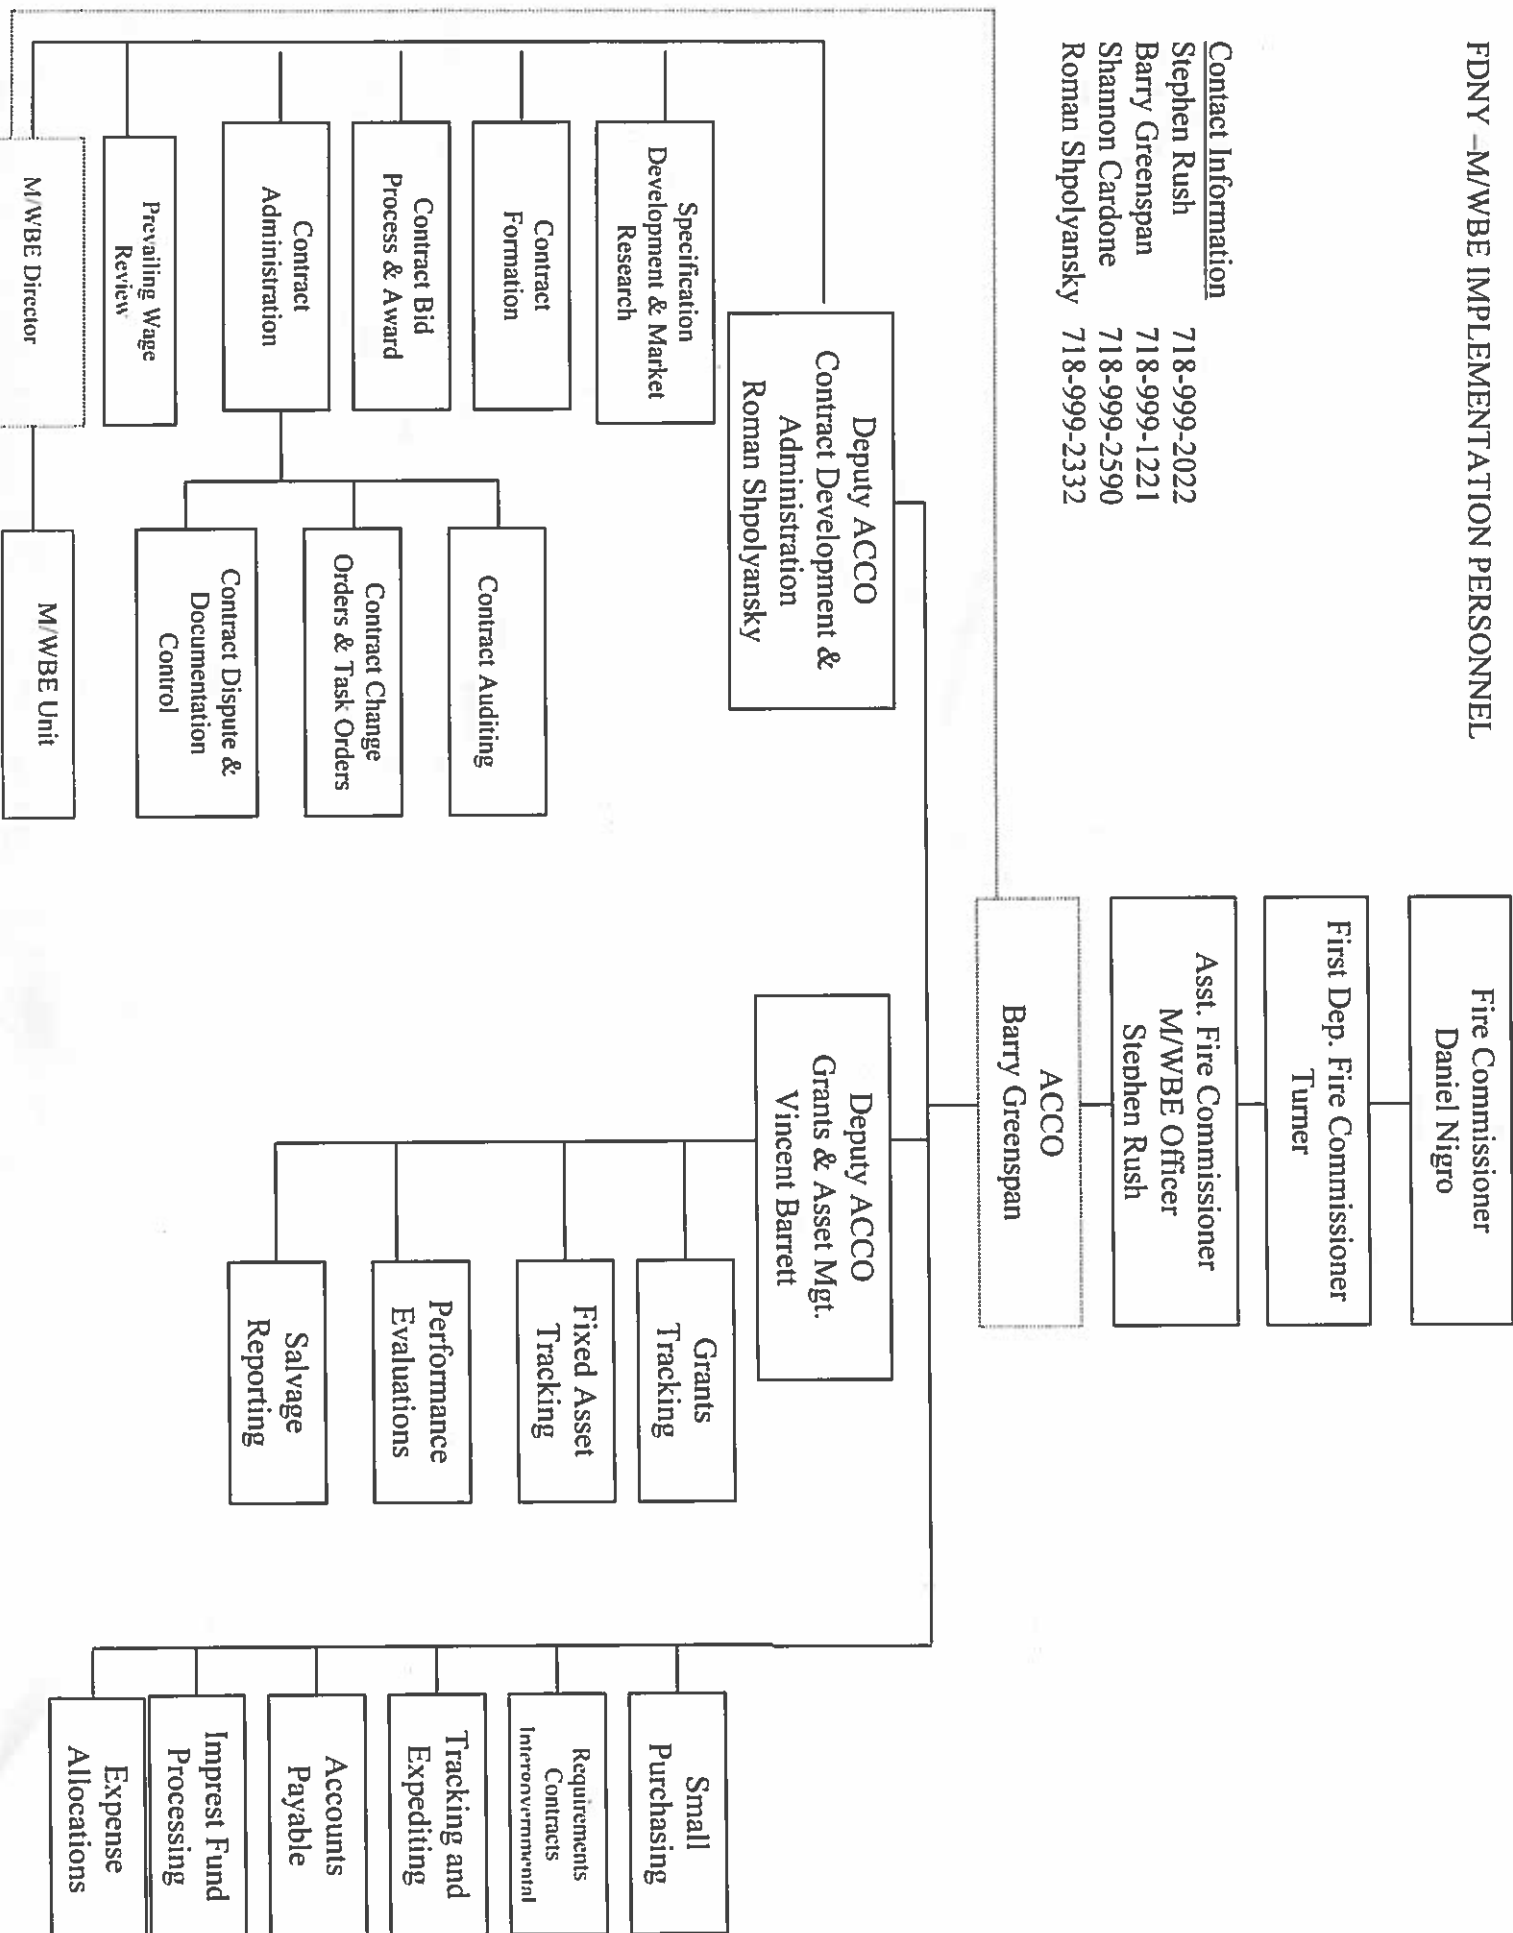 FDNY –M/WBE IMPLEMENTATION PERSONNEL
Fire Commissioner
Daniel Nigro
First Dep. Fire Commissioner
Turner
Contact Information
Stephen Rush 718-999-2022
Barry Greenspan 718-999-1221
Shannon Cardone 718-999-2590
Roman Shpolyansky 718-999-2332
Asst. Fire Commissioner
M/WBE Officer
Stephen Rush
ACCO
Barry Greenspan
Deputy ACCO
Contract Development &
Administration
Roman Shpolyansky
Deputy ACCO
Grants & Asset Mgt.
Vincent Barrett
Specification
Development & Market
Research
Contract
Formation
Contract Bid
Process & Award
Contract
Administration
Prevailing Wage
Review
M/WBE Director
Contract Auditing
Contract Change
Orders & Task Orders
Contract Dispute &
Documentation
Control
M/WBE Unit
Grants
Tracking
Fixed Asset
Tracking
Performance
Evaluations
Salvage
Reporting
Small
Purchasing
Requirements
Contracts
Intergovernmental
Tracking and
Expediting
Accounts
Payable
Imprest Fund
Processing
Expense
Allocations